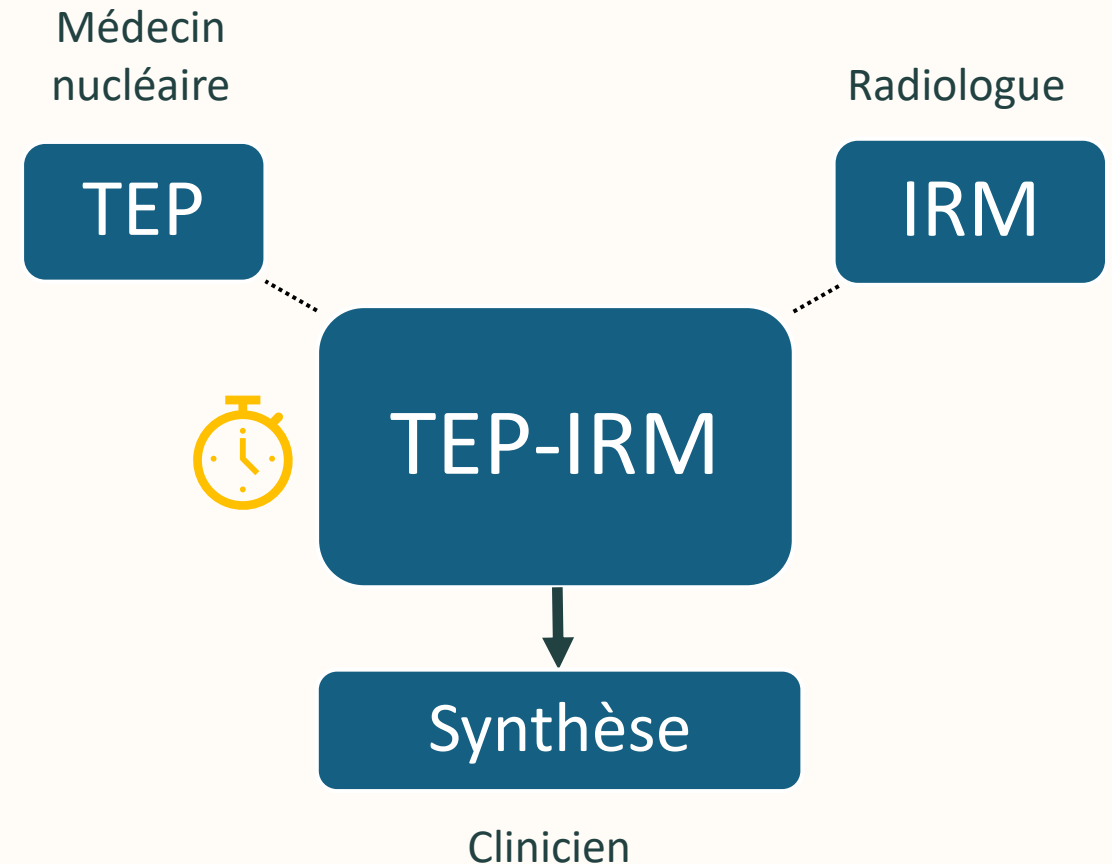 Médecin
nucléaire
Radiologue
TEP
IRM
TEP-IRM
Synthèse
Clinicien